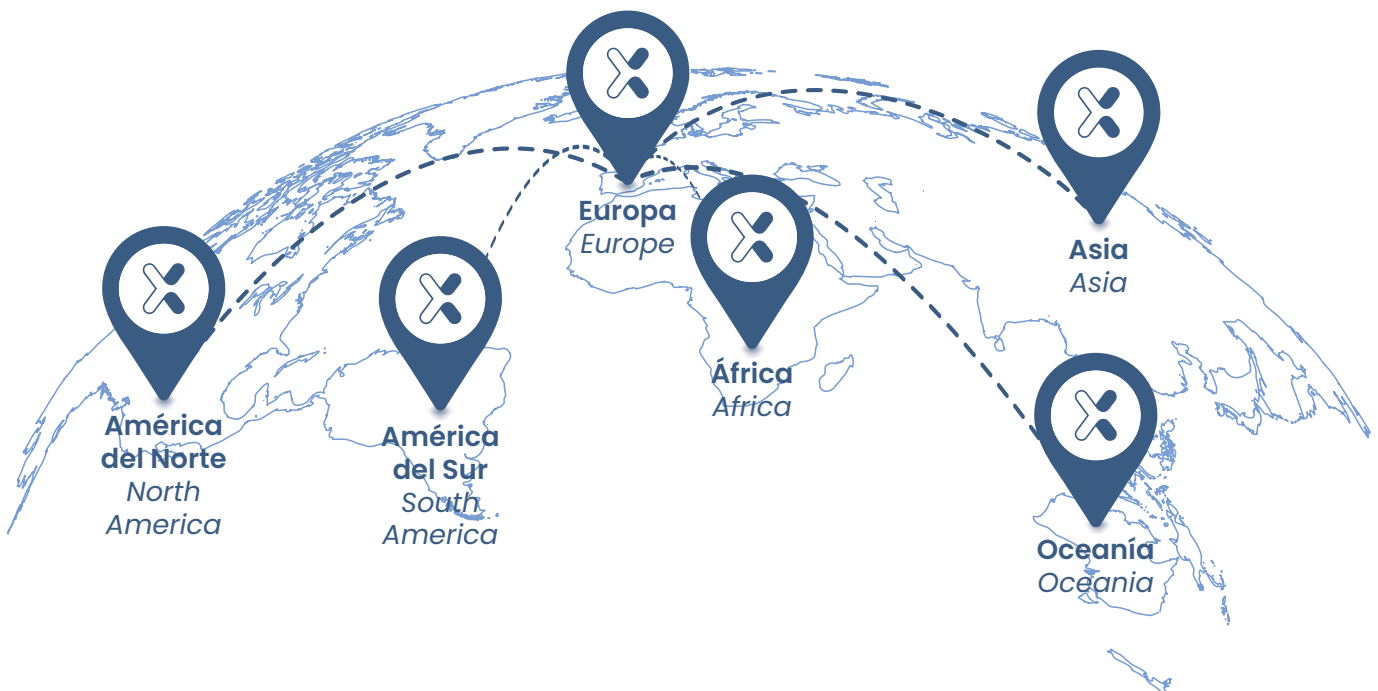 Europa
Europe
Asia
Asia
África
Africa
América
del Norte
North
America
América
del Sur
South
America
Oceanía
Oceania